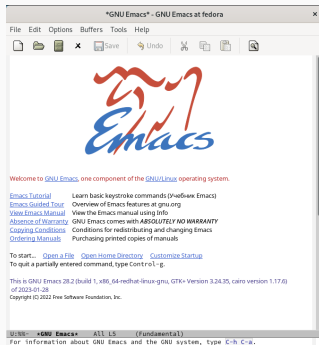 *GNU Emacs* - GNU Emacs at fedora
File Edit Options Buffers Tools Help
Save Undo
Emacs
Welcome to GNU Emacs, one component of the GNU/Linux operating system.
Emacs Tutorial Learn basic keystroke commands (Учебник Emacs)
Emacs Guided Tour Overview of Emacs features at gnu.org
View Emacs Manual View the Emacs manual using Info
Absence of Warranty GNU Emacs comes with ABSOLUTELY NO WARRANTY
Copying Conditions Conditions for redistributing and changing Emacs
Ordering Manuals Purchasing printed copies of manuals
To start... Open a File Open Home Directory Customize Startup
To quit a partially entered command, type Control-g.
This is GNU Emacs 28.2 (build 1, x86_64-redhat-linux-gnu, GTK+ Version 3.24.35, cairo version 1.17.6)
of 2023-01-28
Copyright (C) 2022 Free Software Foundation, Inc.
U:%%- *GNU Emacs* All L5 (Fundamental)
For information about GNU Emacs and the GNU system, type C-h C-a.